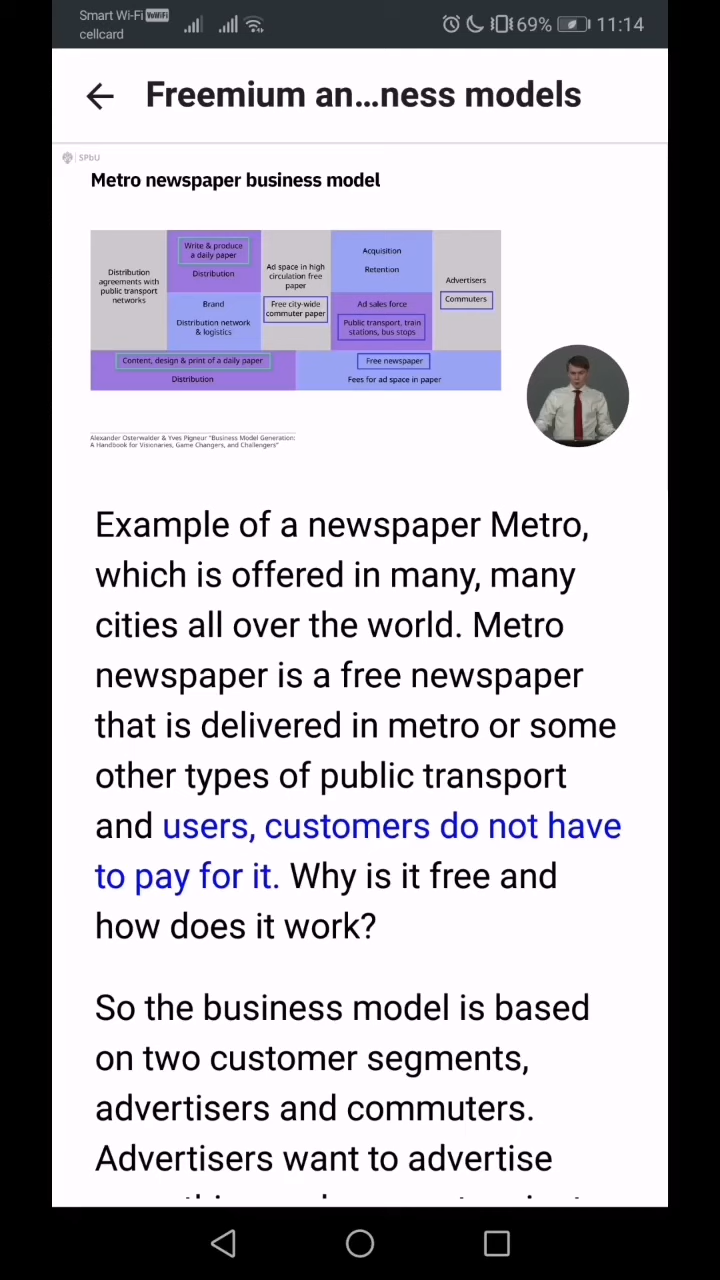 Smart Wi-Fi VoWiFi
cellcard
69% 11:14
Freemium an...ness models
SPbU
Metro newspaper business model
Distribution
agreements with
public transport
networks
Write & produce
a daily paper
Distribution
Brand
Distribution network
& logistics
Ad space in high
circulation free
paper
Free city-wide
commuter paper
Acquisition
Retention
Ad sales force
Public transport, train
stations, bus stops
Advertisers
Commuters
Content, design & print of a daily paper
Distribution
Free newspaper
Fees for ad space in paper
Alexander Osterwalder & Yves Pigneur "Business Model Generation:
A Handbook for Visionaries, Game Changers, and Challengers"
Example of a newspaper Metro,
which is offered in many, many
cities all over the world. Metro
newspaper is a free newspaper
that is delivered in metro or some
other types of public transport
and users, customers do not have
to pay for it. Why is it free and
how does it work?
So the business model is based
on two customer segments,
advertisers and commuters.
Advertisers want to advertise